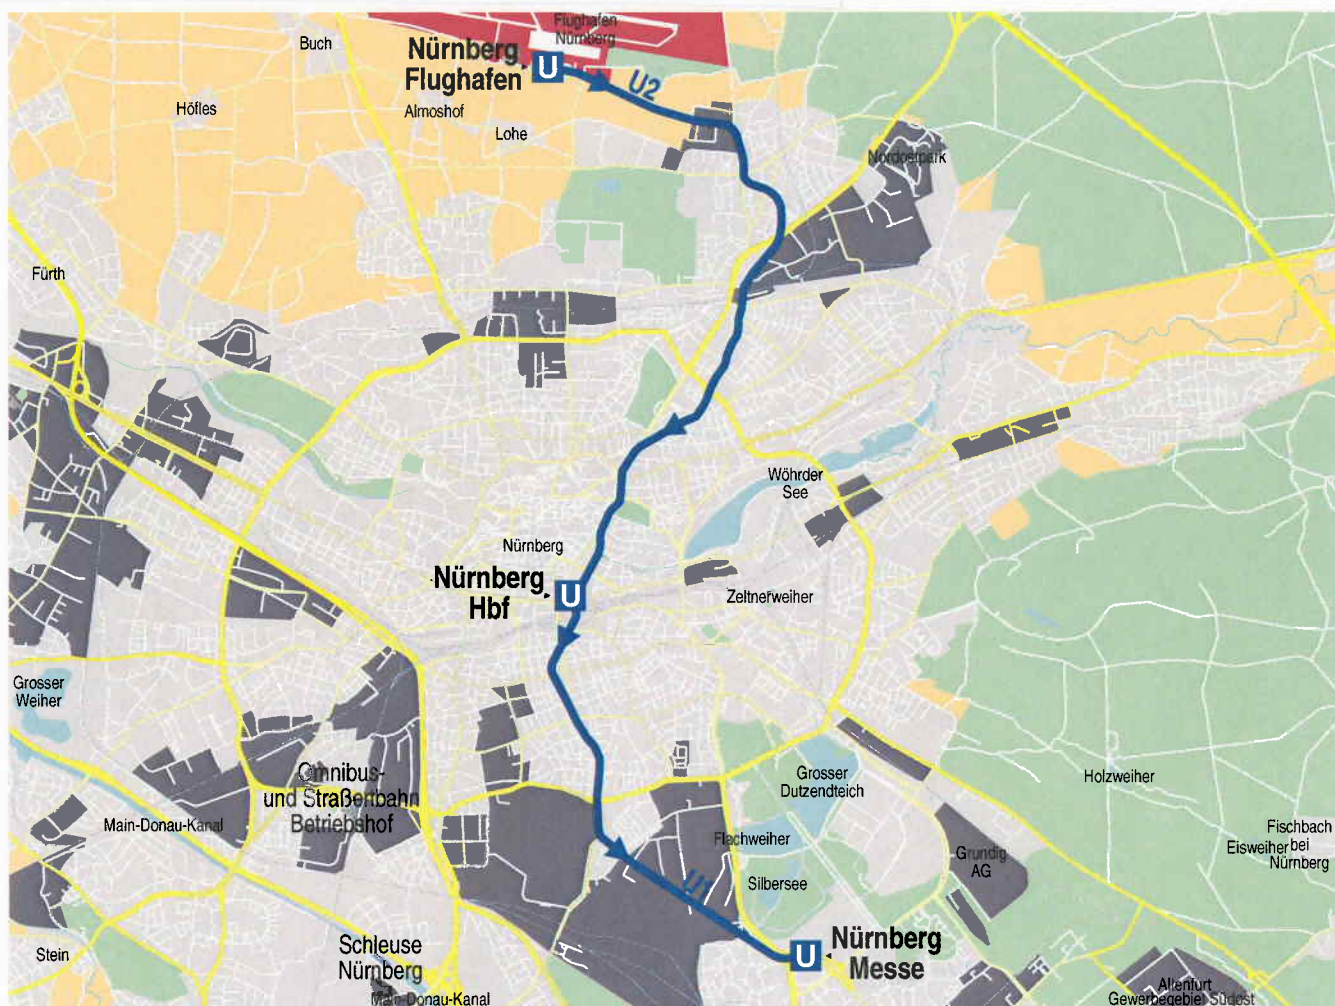 Flughafen
Nürnberg
Buch
Nürnberg
Flughafen
U
U2
Höfles
Almoshof
Lohe
Nordostpark
Fürth
Wöhrder
See
Nürnberg
Nürnberg
Hbf
U
Zeltnerweiher
Grosser
Weiher
Omnibus-
und Straßenbahn
Betriebshof
Main-Donau-Kanal
Grosser
Dutzendteich
Holzweiher
Flachweiher
Fischbach
bei
Nürnberg
Eisweiher
Grundig
AG
U1
Silbersee
Stein
Schleuse
Nürnberg
Main-Donau-Kanal
U
Nürnberg
Messe
Altenfurt
Gewerbegebiet Südost